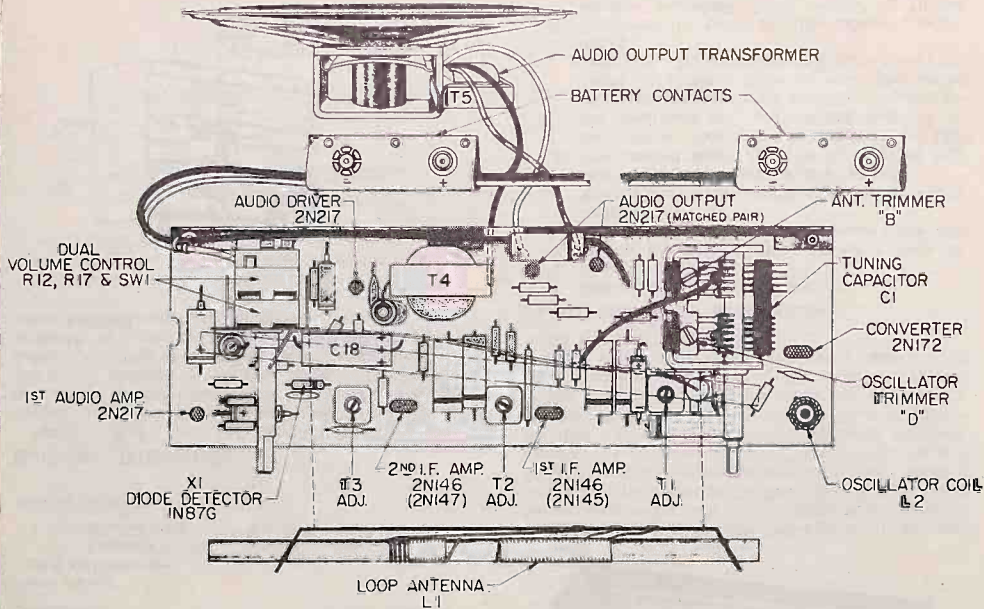 AUDIO OUTPUT TRANSFORMER
T5
BATTERY CONTACTS
- +
- +
AUDIO DRIVER
2N217
AUDIO OUTPUT
2N217 (MATCHED PAIR)
ANT. TRIMMER
"B"
DUAL
VOLUME CONTROL
R12, R17 & SW1
T4
TUNING
CAPACITOR
C1
CONVERTER
2N172
C18
OSCILLATOR
TRIMMER
"D"
1ST AUDIO AMP.
2N217
X1
DIODE DETECTOR
1N87G
T3
ADJ.
2ND I.F. AMP.
2N146
(2N147)
T2
ADJ.
1ST I.F. AMP.
2N146
(2N145)
T1
ADJ.
OSCILLATOR COIL
L2
LOOP ANTENNA
L1